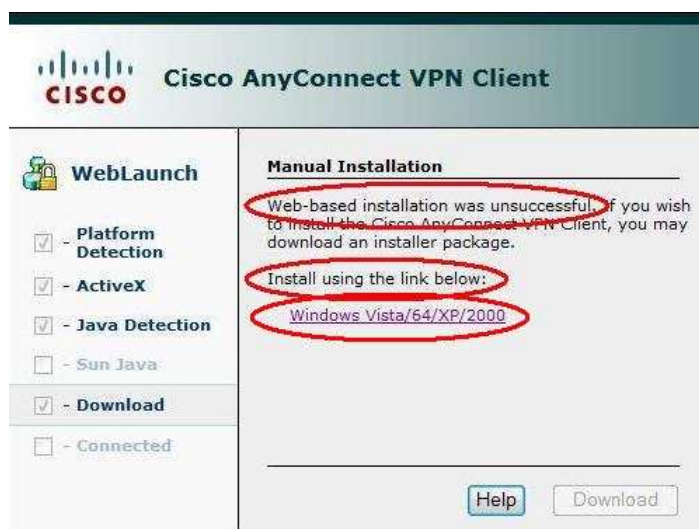 CISCO
Cisco AnyConnect VPN Client
WebLaunch
- Platform
Detection
- ActiveX
- Java Detection
- Sun Java
- Download
- Connected
Manual Installation
Web-based installation was unsuccessful. If you wish
to install the Cisco AnyConnect VPN Client, you may
download an installer package.
Install using the link below:
Windows Vista/64/XP/2000
Help
Download